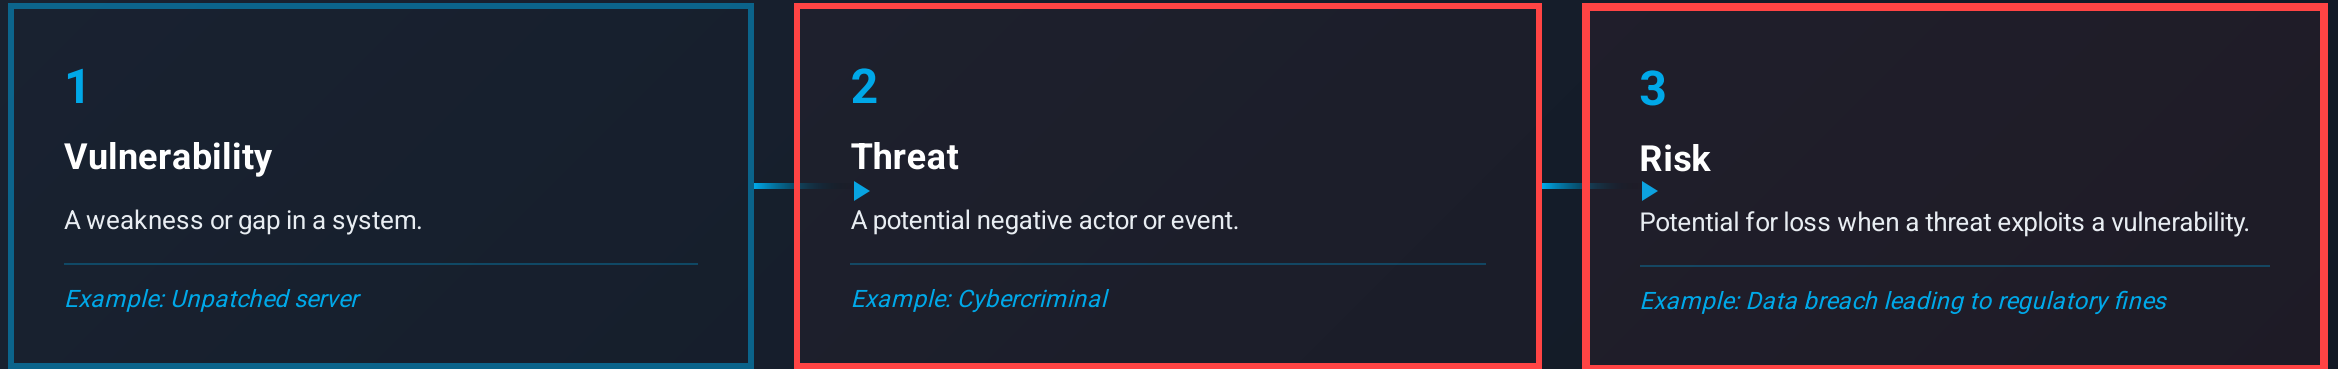 1
Vulnerability
A weakness or gap in a system.
Example: Unpatched server
2
Threat
A potential negative actor or event.
Example: Cybercriminal
3
Risk
Potential for loss when a threat exploits a vulnerability.
Example: Data breach leading to regulatory fines